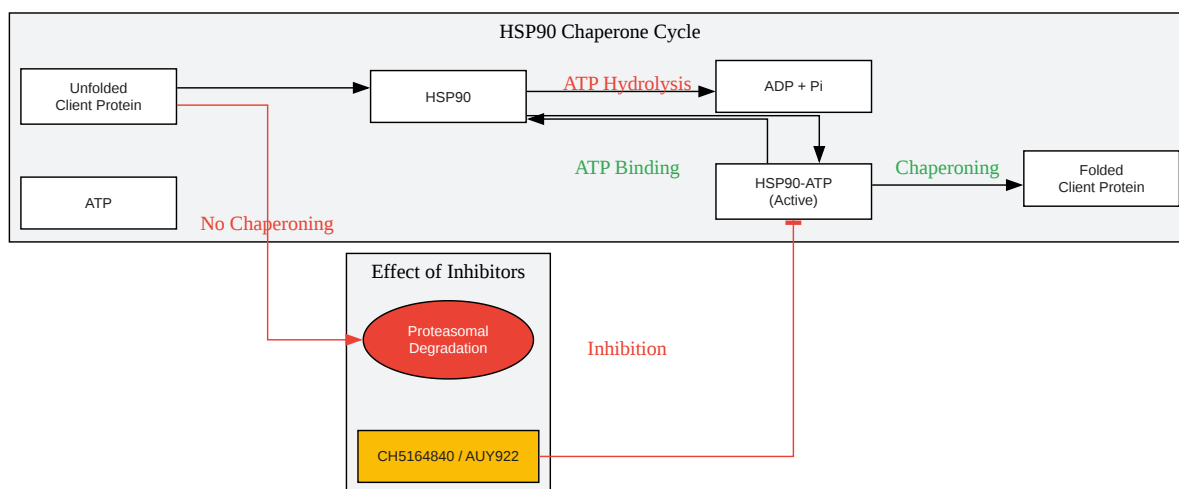 HSP90 Chaperone Cycle
Unfolded
Client Protein
HSP90
ATP Hydrolysis
ADP + Pi
ATP Binding
HSP90-ATP
(Active)
Chaperoning
Folded
Client Protein
ATP
No Chaperoning
Effect of Inhibitors
Proteasomal
Degradation
Inhibition
CH5164840 / AUY922